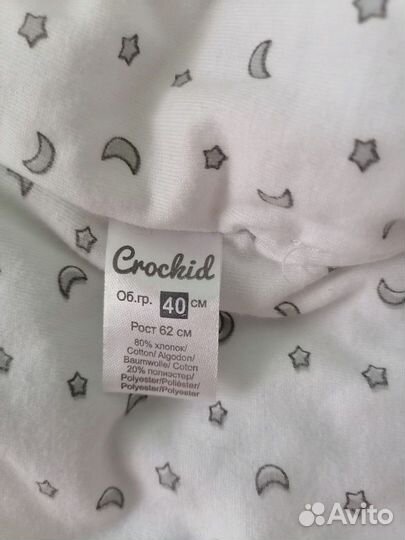 Crockid
Об.гр. 40 см
Рост 62 см
80% хлопок/
Cotton/ Algodon/
Baumwolle/ Coton
20% полиэстер/
Polyester/Poliester/
Polyester/Polyester
Avito